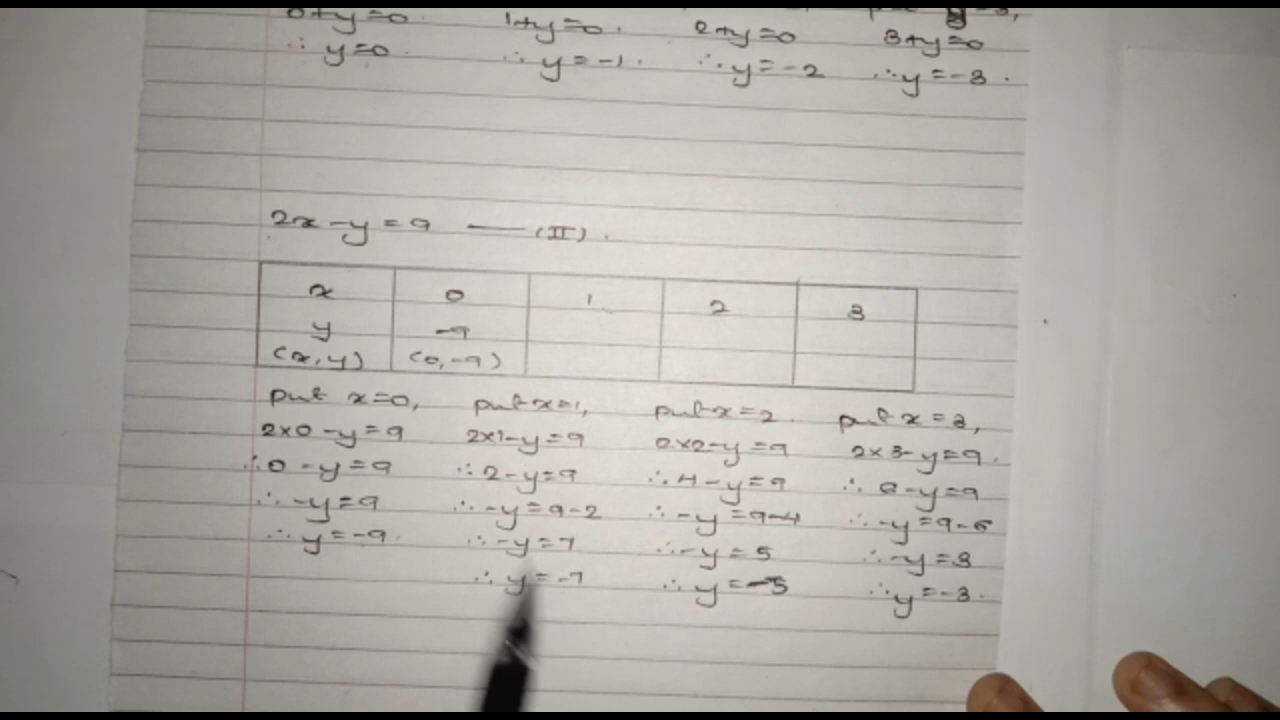 0+y=0. 1+y=0. 2+y=0 3+y=0
∴ y=0 ∴ y=-1. ∴ y=-2 ∴ y=-3.
2x-y=9 —— (II).
x 0 1 2 3
y -9
(x,y) (0,-9)
put x=0, put x=1, put x=2. put x=3,
2×0-y=9 2×1-y=9 2×2-y=9 2×3-y=9.
∴ 0-y=9 ∴ 2-y=9 ∴ 4-y=9 ∴ 6-y=9
∴ -y=9 ∴ -y=9-2 ∴ -y=9-4 ∴ -y=9-6
∴ y=-9. ∴ -y=7 ∴ -y=5 ∴ -y=3
∴ y=-7 ∴ y=-5 ∴ y=-3.